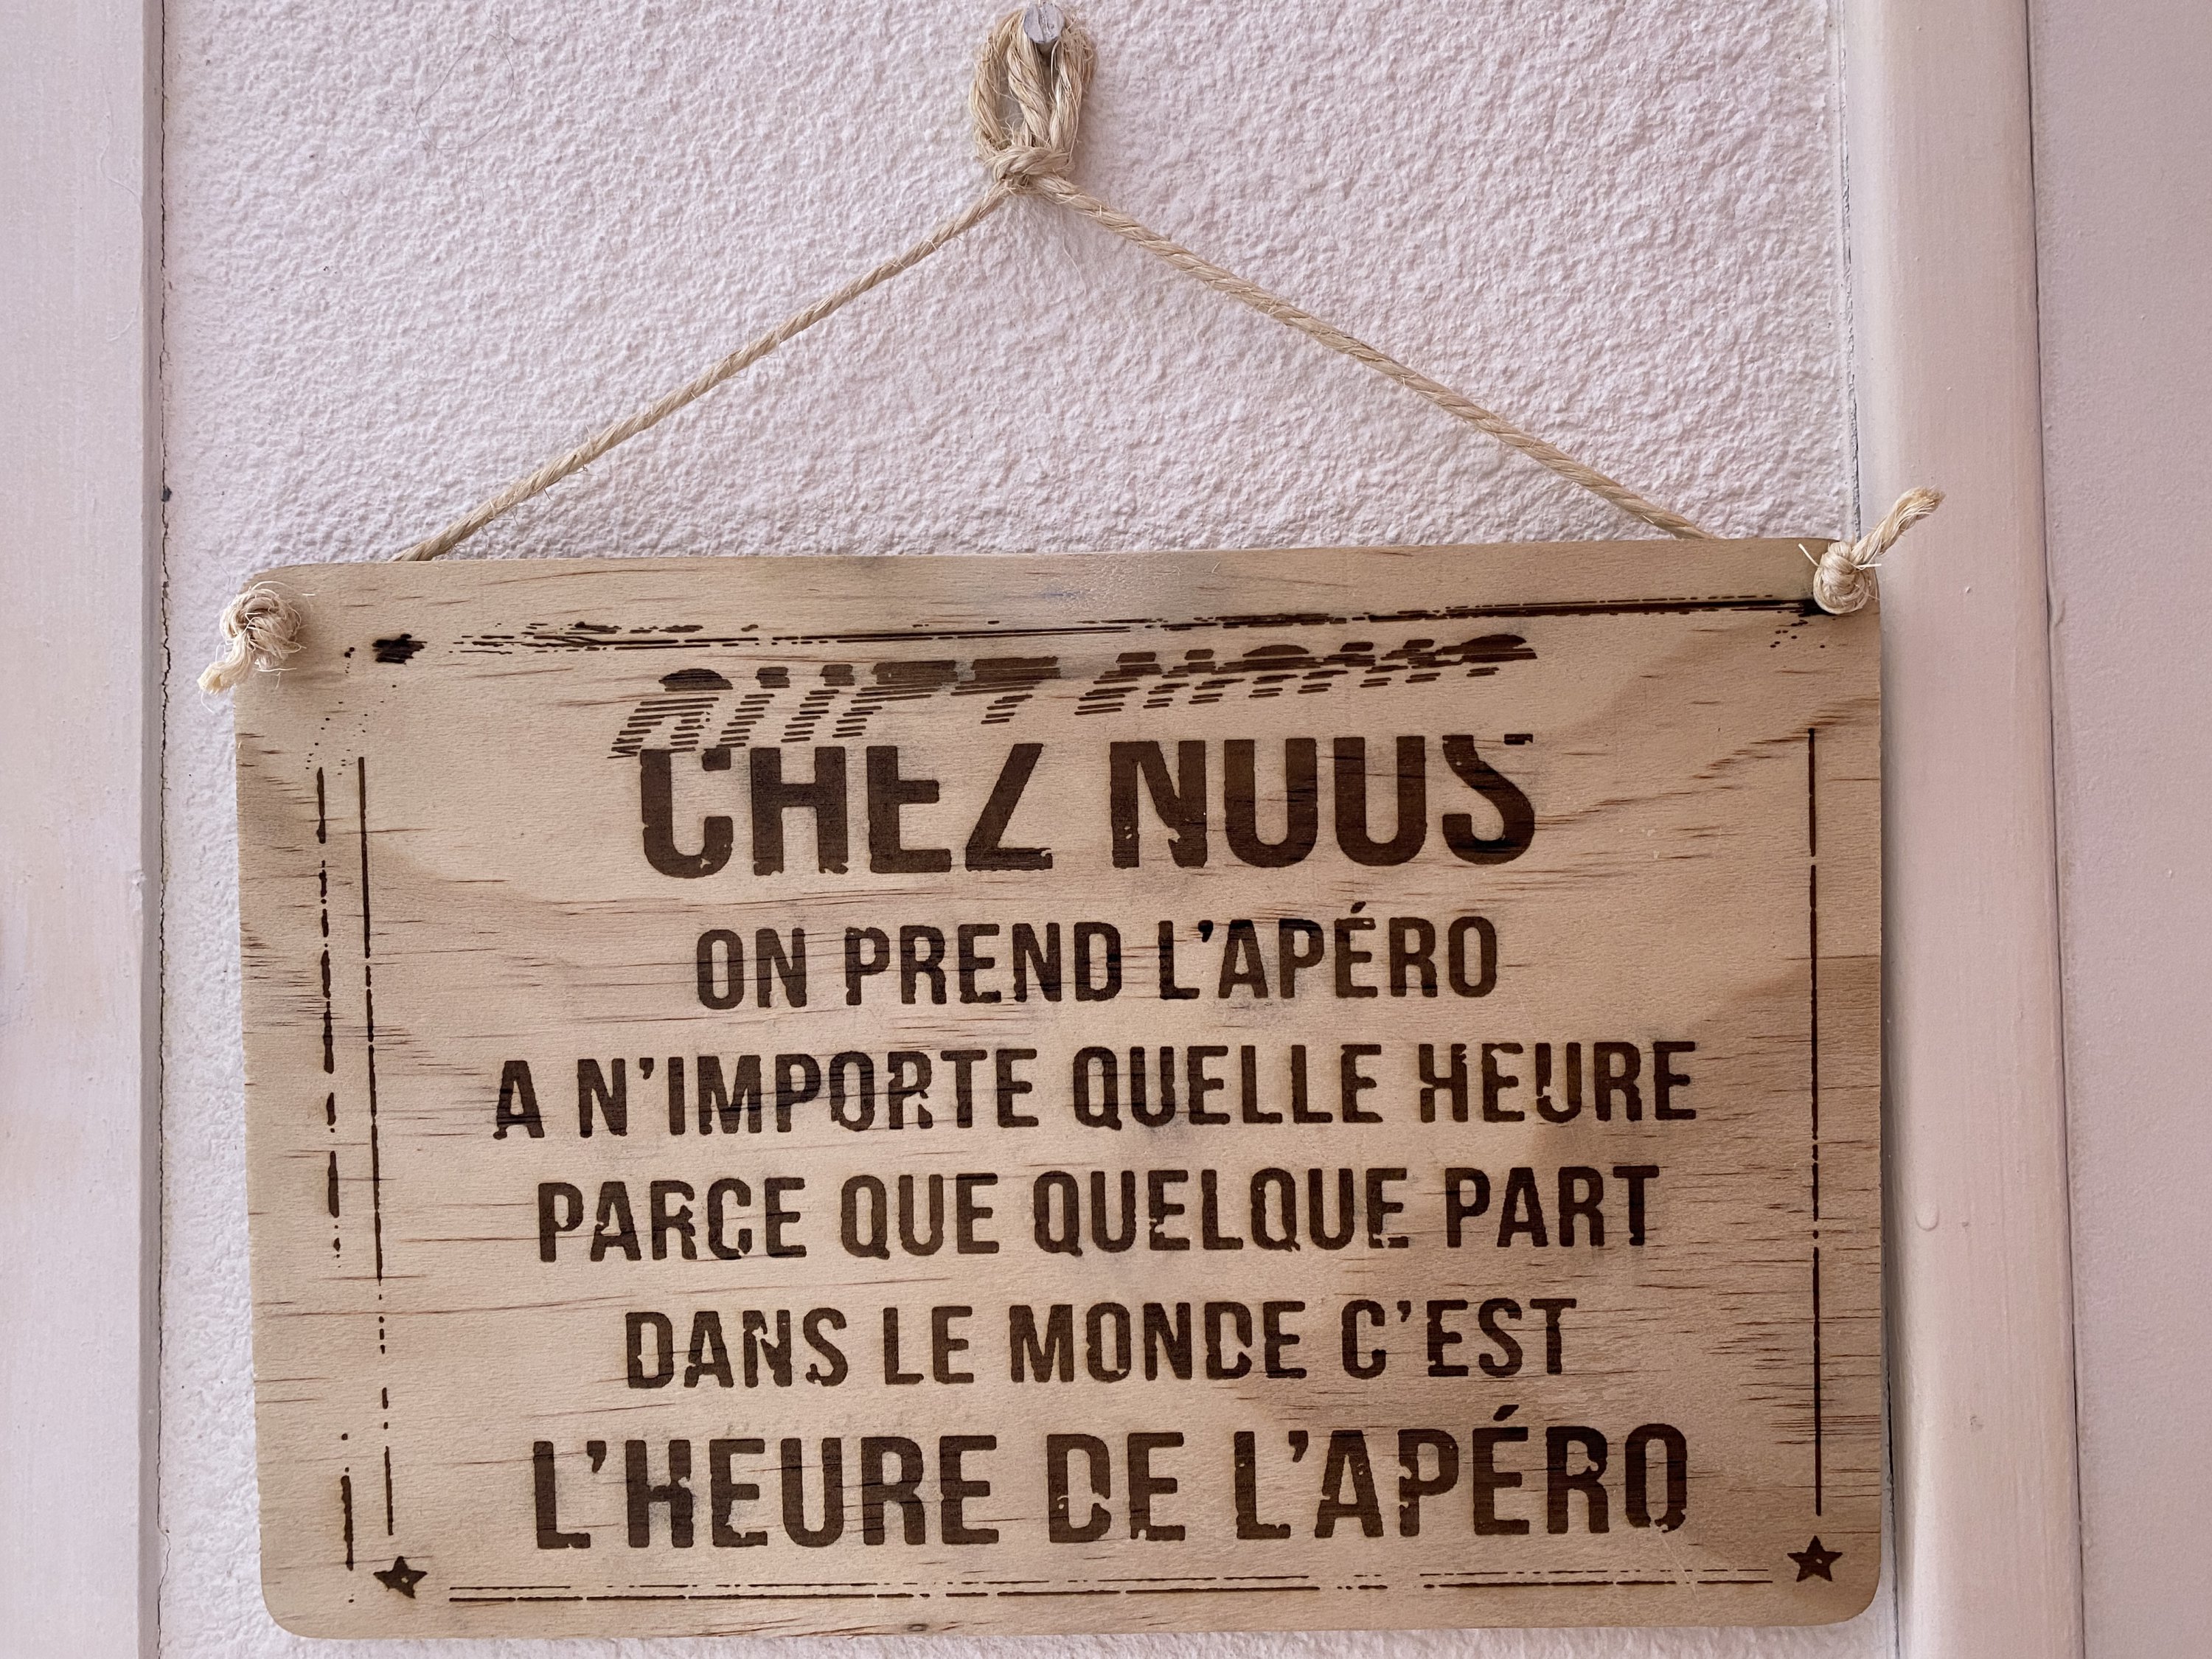 CHEZ NOUS
ON PREND L'APÉRO
A N'IMPORTE QUELLE HEURE
PARCE QUE QUELQUE PART
DANS LE MONDE C'EST
L'HEURE DE L'APÉRO